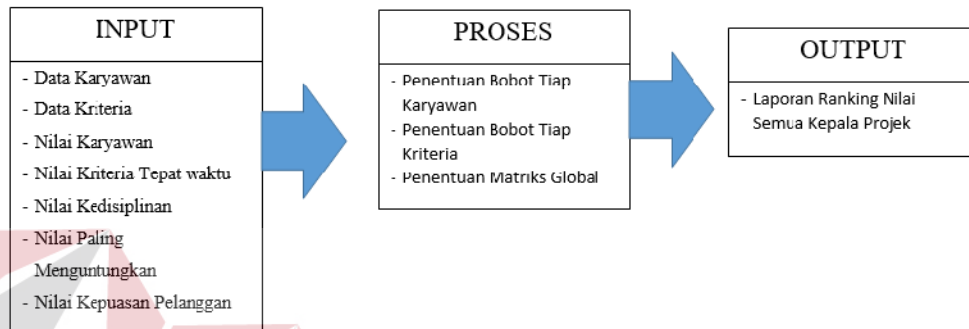 INPUT
- Data Karyawan
- Data Kriteria
- Nilai Karyawan
- Nilai Kriteria Tepat waktu
- Nilai Kedisiplinan
- Nilai Paling
Menguntungkan
- Nilai Kepuasan Pelanggan
PROSES
- Penentuan Bobot Tiap
Karyawan
- Penentuan Bobot Tiap
Kriteria
- Penentuan Matriks Global
OUTPUT
- Laporan Ranking Nilai
Semua Kepala Projek